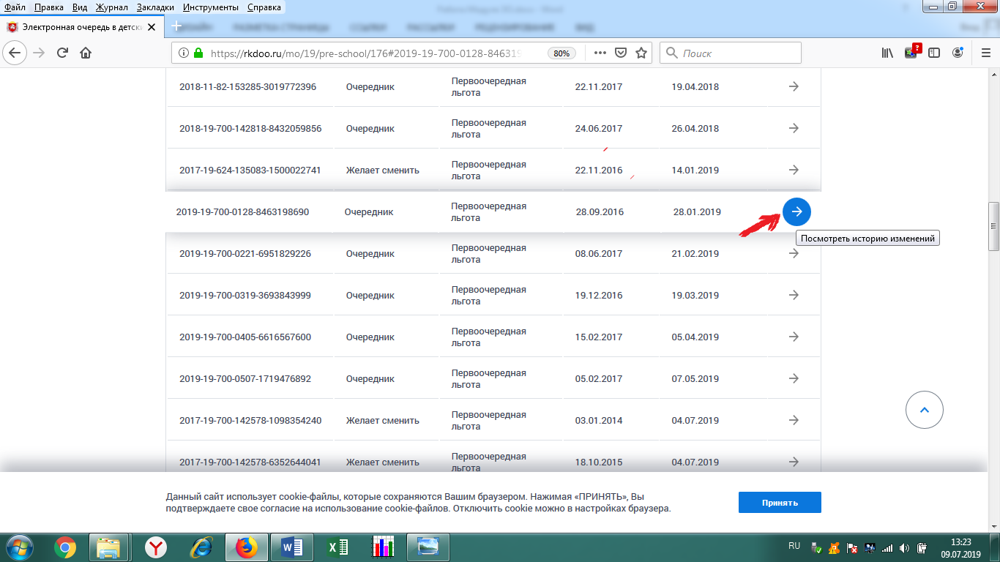 Файл Правка Вид Журнал Закладки Инструменты Справка
Электронная очередь в детски
https://rkdoo.ru/mo/19/pre-school/176#2019-19-700-0128-846319
80%
Поиск
2018-11-82-153285-3019772396 Очередник Первоочередная льгота 22.11.2017 19.04.2018
2018-19-700-142818-8432059856 Очередник Первоочередная льгота 24.06.2017 26.04.2018
2017-19-624-135083-1500022741 Желает сменить Первоочередная льгота 22.11.2016 14.01.2019
2019-19-700-0128-8463198690 Очередник Первоочередная льгота 28.09.2016 28.01.2019
Посмотреть историю изменений
2019-19-700-0221-6951829226 Очередник Первоочередная льгота 08.06.2017 21.02.2019
2019-19-700-0319-3693843999 Очередник Первоочередная льгота 19.12.2016 19.03.2019
2019-19-700-0405-6616567600 Очередник Первоочередная льгота 15.02.2017 05.04.2019
2019-19-700-0507-1719476892 Очередник Первоочередная льгота 05.02.2017 07.05.2019
2017-19-700-142578-1098354240 Желает сменить Первоочередная льгота 03.01.2014 04.07.2019
2017-19-700-142578-6352644041 Желает сменить Первоочередная льгота 18.10.2015 04.07.2019
Данный сайт использует cookie-файлы, которые сохраняются Вашим браузером. Нажимая «ПРИНЯТЬ», Вы
подтверждаете свое согласие на использование cookie-файлов. Отключить cookie можно в настройках браузера.
Принять
RU
13:23
09.07.2019